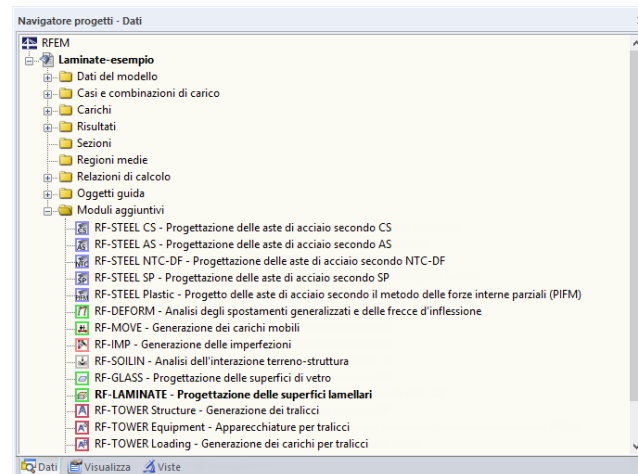 Navigatore progetti - Dati
RFEM
Laminate-esempio
Dati del modello
Casi e combinazioni di carico
Carichi
Risultati
Sezioni
Regioni medie
Relazioni di calcolo
Oggetti guida
Moduli aggiuntivi
RF-STEEL CS - Progettazione delle aste di acciaio secondo CS
RF-STEEL AS - Progettazione delle aste di acciaio secondo AS
RF-STEEL NTC-DF - Progettazione delle aste di acciaio secondo NTC-DF
RF-STEEL SP - Progettazione delle aste di acciaio secondo SP
RF-STEEL Plastic - Progetto delle aste di acciaio secondo il metodo delle forze interne parziali (PIFM)
RF-DEFORM - Analisi degli spostamenti generalizzati e delle frecce d'inflessione
RF-MOVE - Generazione dei carichi mobili
RF-IMP - Generazione delle imperfezioni
RF-SOILIN - Analisi dell'interazione terreno-struttura
RF-GLASS - Progettazione delle superfici di vetro
RF-LAMINATE - Progettazione delle superfici lamellari
RF-TOWER Structure - Generazione dei tralicci
RF-TOWER Equipment - Apparecchiature per tralicci
RF-TOWER Loading - Generazione dei carichi per tralicci
Dati Visualizza Viste